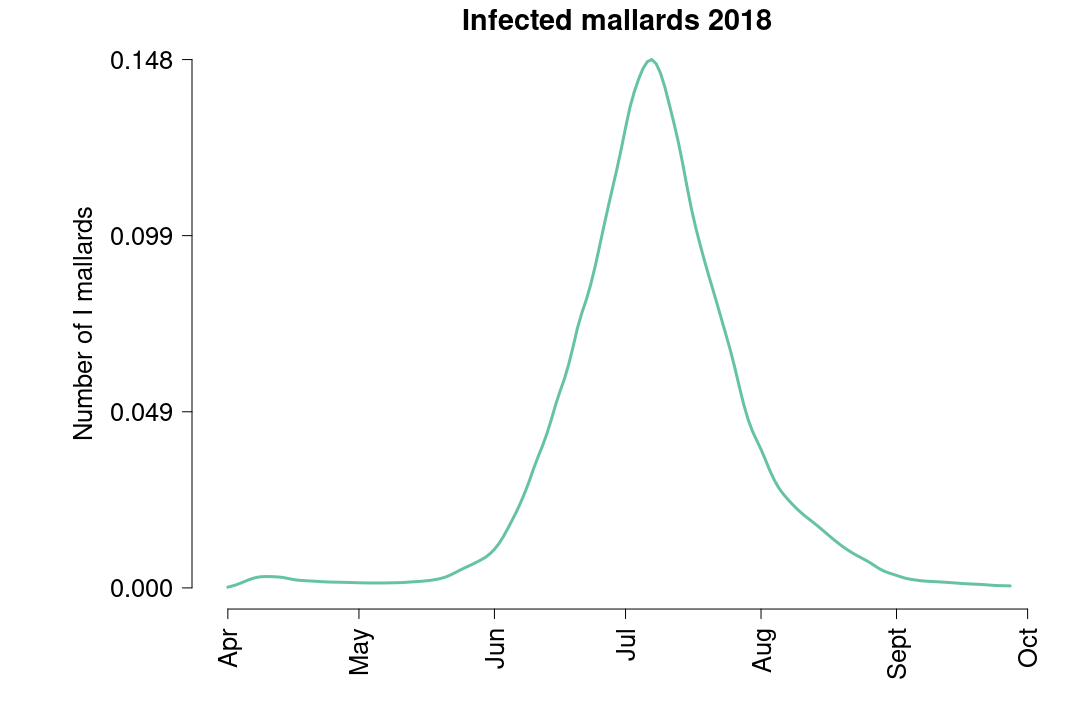 Infected mallards 2018
Number of I mallards
0.148
0.099
0.049
0.000
Apr
May
Jun
Jul
Aug
Sept
Oct